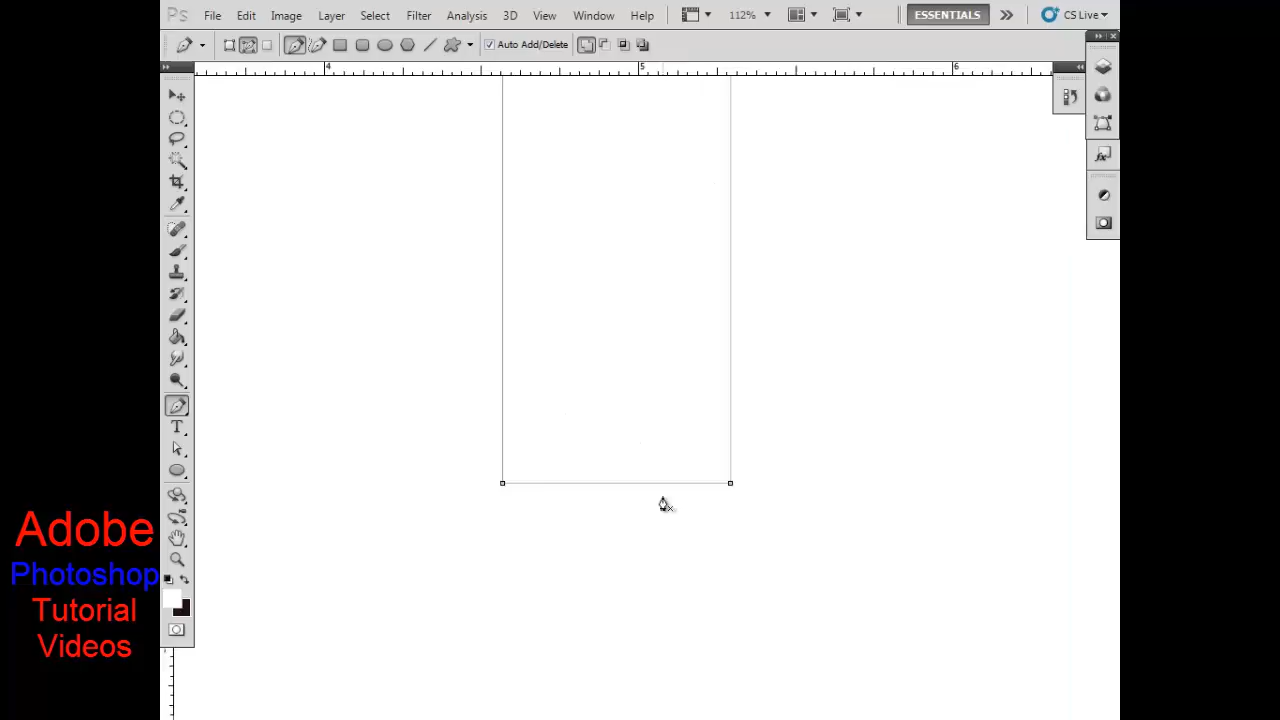 Ps File Edit Image Layer Select Filter Analysis 3D View Window Help 112% ESSENTIALS CS Live
Auto Add/Delete
4 5 6
fx
T
Adobe
Photoshop
Tutorial
Videos